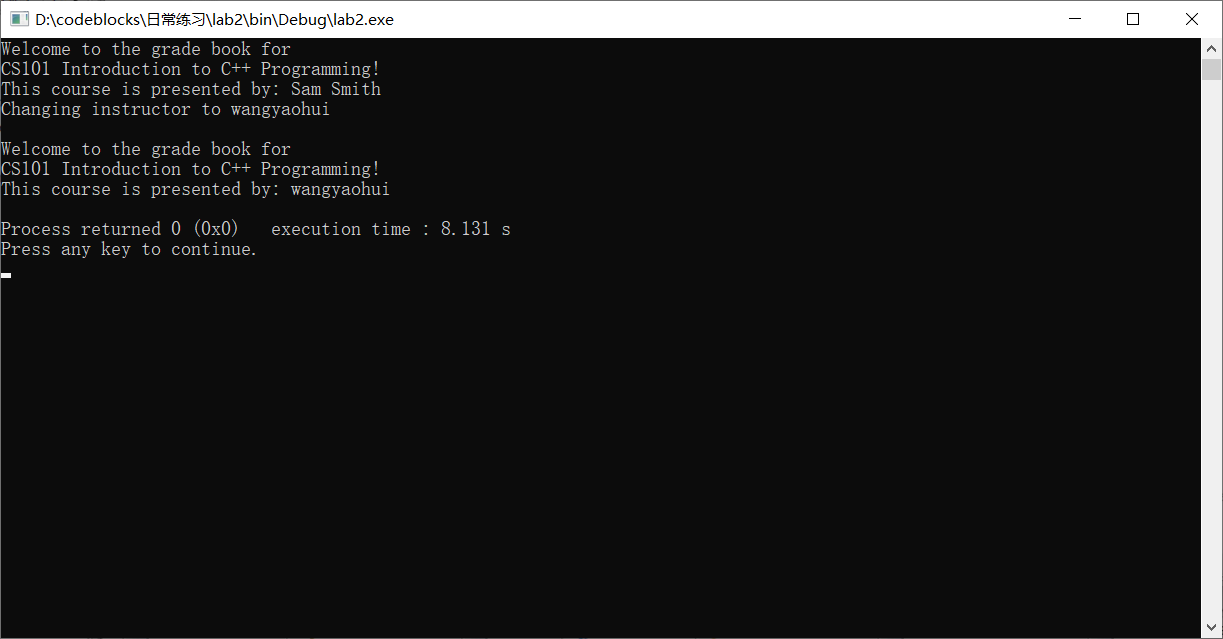 D:\codeblocks\日常练习\lab2\bin\Debug\lab2.exe
Welcome to the grade book for
CS101 Introduction to C++ Programming!
This course is presented by: Sam Smith
Changing instructor to wangyaohui
Welcome to the grade book for
CS101 Introduction to C++ Programming!
This course is presented by: wangyaohui
Process returned 0 (0x0)   execution time : 8.131 s
Press any key to continue.